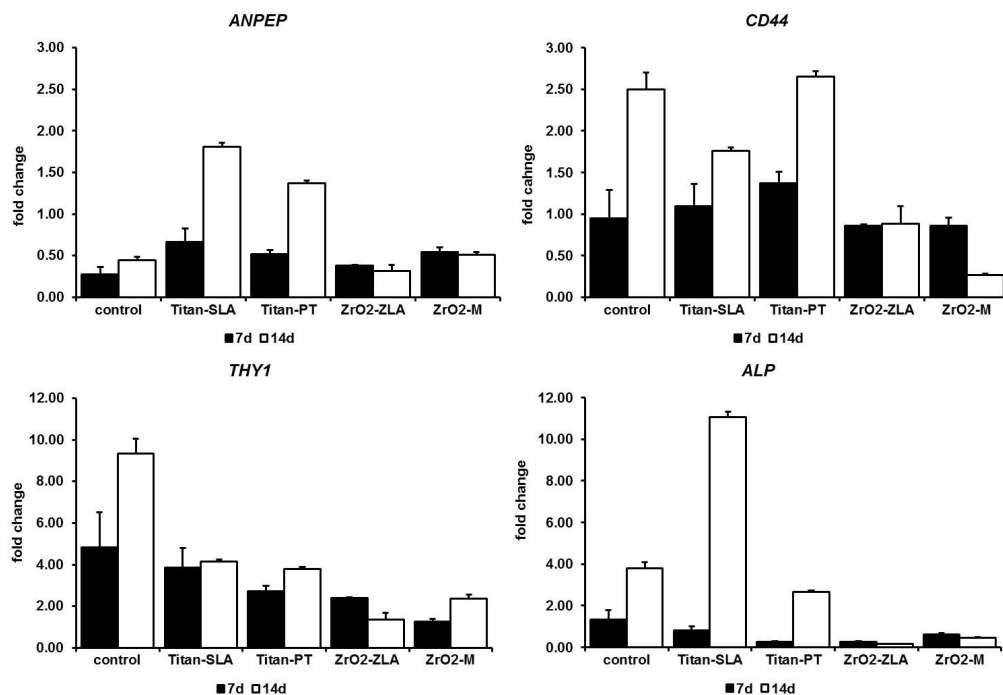 ANPEP
fold change
3.00
2.50
2.00
1.50
1.00
0.50
0.00
control Titan-SLA Titan-PT ZrO2-ZLA ZrO2-M
7d 14d
CD44
fold cahnge
3.00
2.50
2.00
1.50
1.00
0.50
0.00
control Titan-SLA Titan-PT ZrO2-ZLA ZrO2-M
7d 14d
THY1
fold change
12.00
10.00
8.00
6.00
4.00
2.00
0.00
control Titan-SLA Titan-PT ZrO2-ZLA ZrO2-M
7d 14d
ALP
fold change
12.00
10.00
8.00
6.00
4.00
2.00
0.00
control Titan-SLA Titan-PT ZrO2-ZLA ZrO2-M
7d 14d